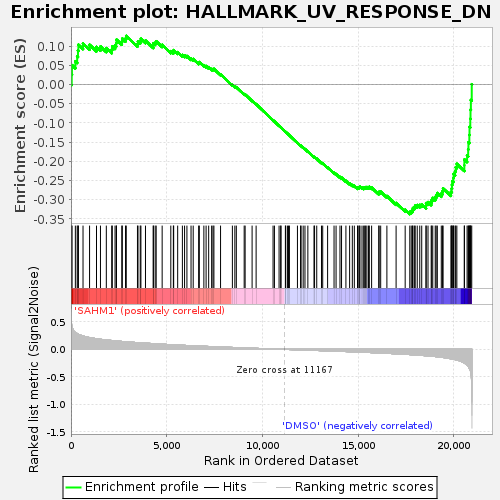 Enrichment plot: HALLMARK_UV_RESPONSE_DN
Enrichment score (ES)
0.10
0.05
0.00
-0.05
-0.10
-0.15
-0.20
-0.25
-0.30
-0.35
Ranked list metric (Signal2Noise)
'SAHM1' (positively correlated)
0.5
0.0
-0.5
-1.0
-1.5
Zero cross at 11167
'DMSO' (negatively correlated)
0
5,000
10,000
15,000
20,000
Rank in Ordered Dataset
Enrichment profile
Hits
Ranking metric scores